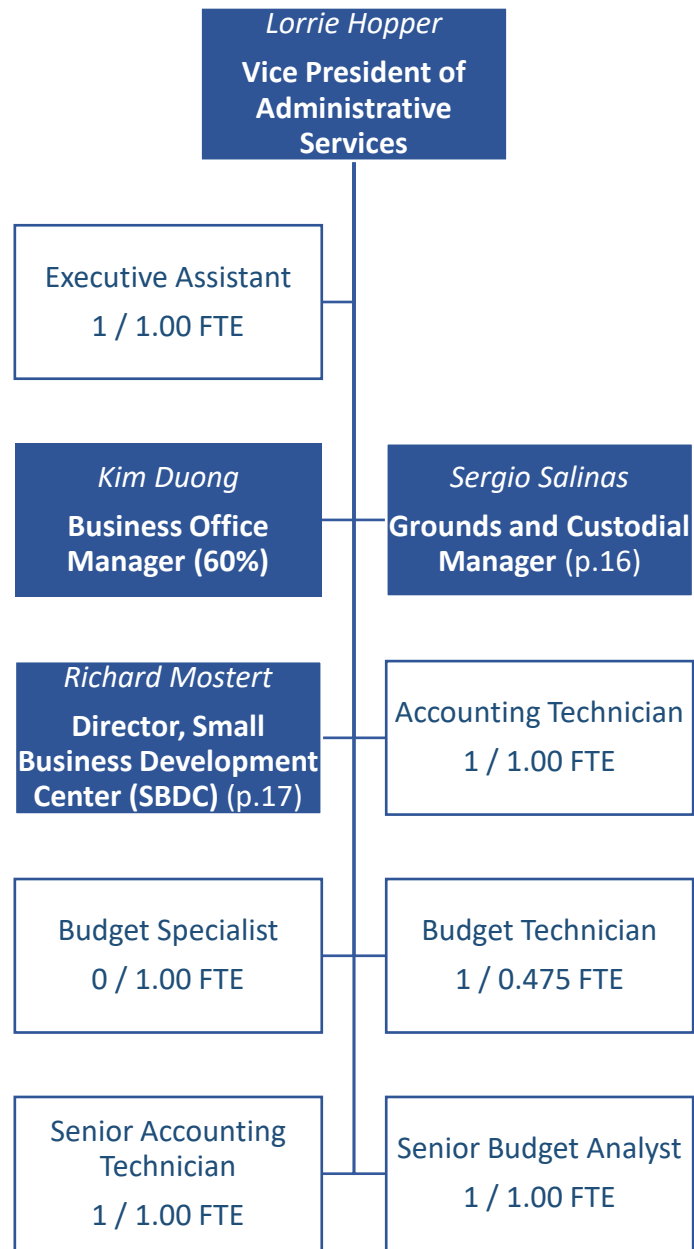 Lorrie Hopper
Vice President of
Administrative
Services
Executive Assistant
1 / 1.00 FTE
Kim Duong
Business Office
Manager (60%)
Sergio Salinas
Grounds and Custodial
Manager (p.16)
Richard Mostert
Director, Small
Business Development
Center (SBDC) (p.17)
Accounting Technician
1 / 1.00 FTE
Budget Specialist
0 / 1.00 FTE
Budget Technician
1 / 0.475 FTE
Senior Accounting
Technician
1 / 1.00 FTE
Senior Budget Analyst
1 / 1.00 FTE